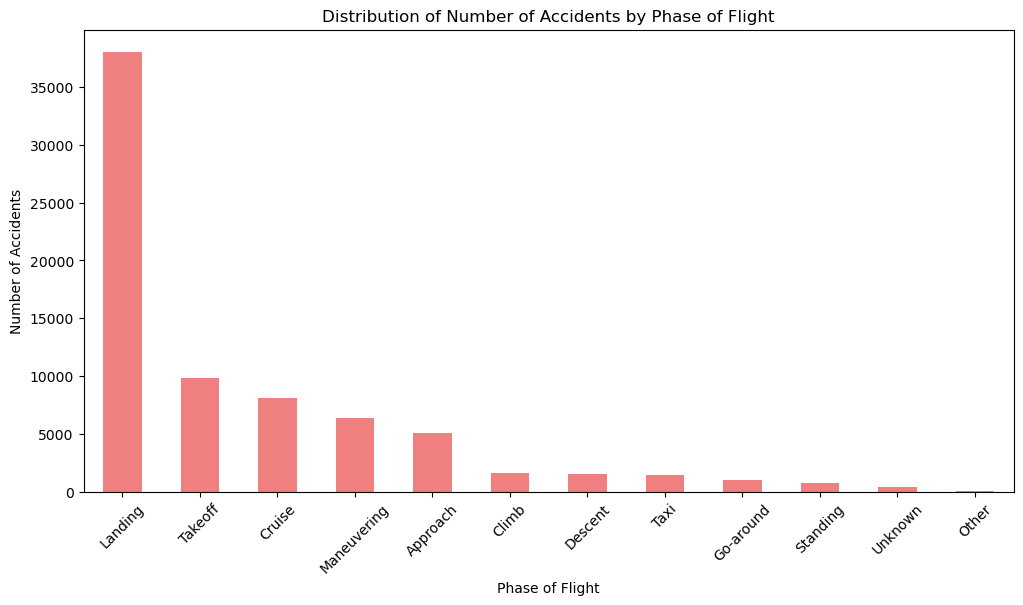 Distribution of Number of Accidents by Phase of Flight
Number of Accidents
35000
30000
25000
20000
15000
10000
5000
0
Landing
Takeoff
Cruise
Maneuvering
Approach
Climb
Descent
Taxi
Go-around
Standing
Unknown
Other
Phase of Flight